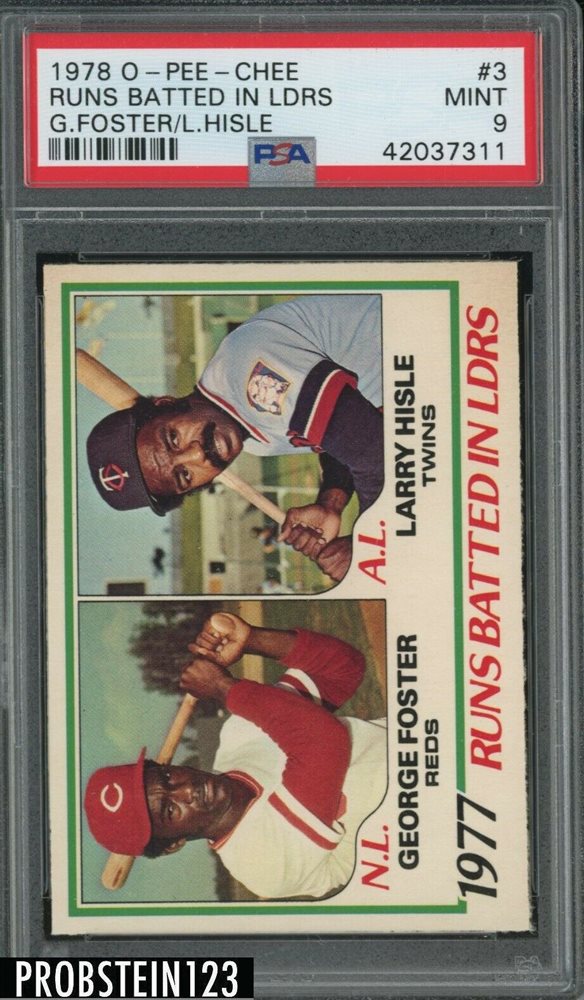 1978 O-PEE-CHEE #3
RUNS BATTED IN LDRS MINT
G.FOSTER/L.HISLE 9
PSA 42037311
C
N.L.
GEORGE FOSTER
REDS
TC
A.L.
LARRY HISLE
TWINS
1977 RUNS BATTED IN LDRS
PROBSTEIN123